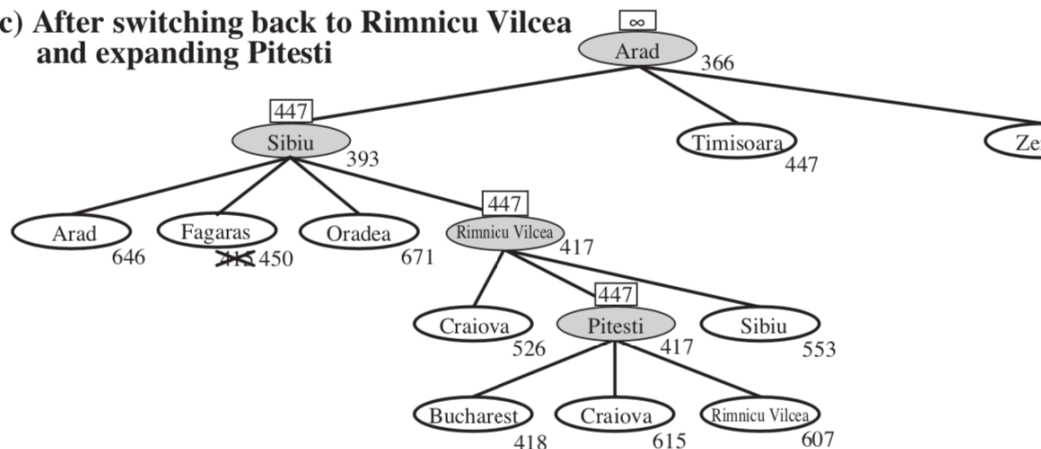 c) After switching back to Rimnicu Vilcea
and expanding Pitesti
∞
Arad
366
447
Sibiu
393
Timisoara
447
Ze
Arad
646
Fagaras
415 450
Oradea
671
447
Rimnicu Vilcea
417
Craiova
526
447
Pitesti
417
Sibiu
553
Bucharest
418
Craiova
615
Rimnicu Vilcea
607